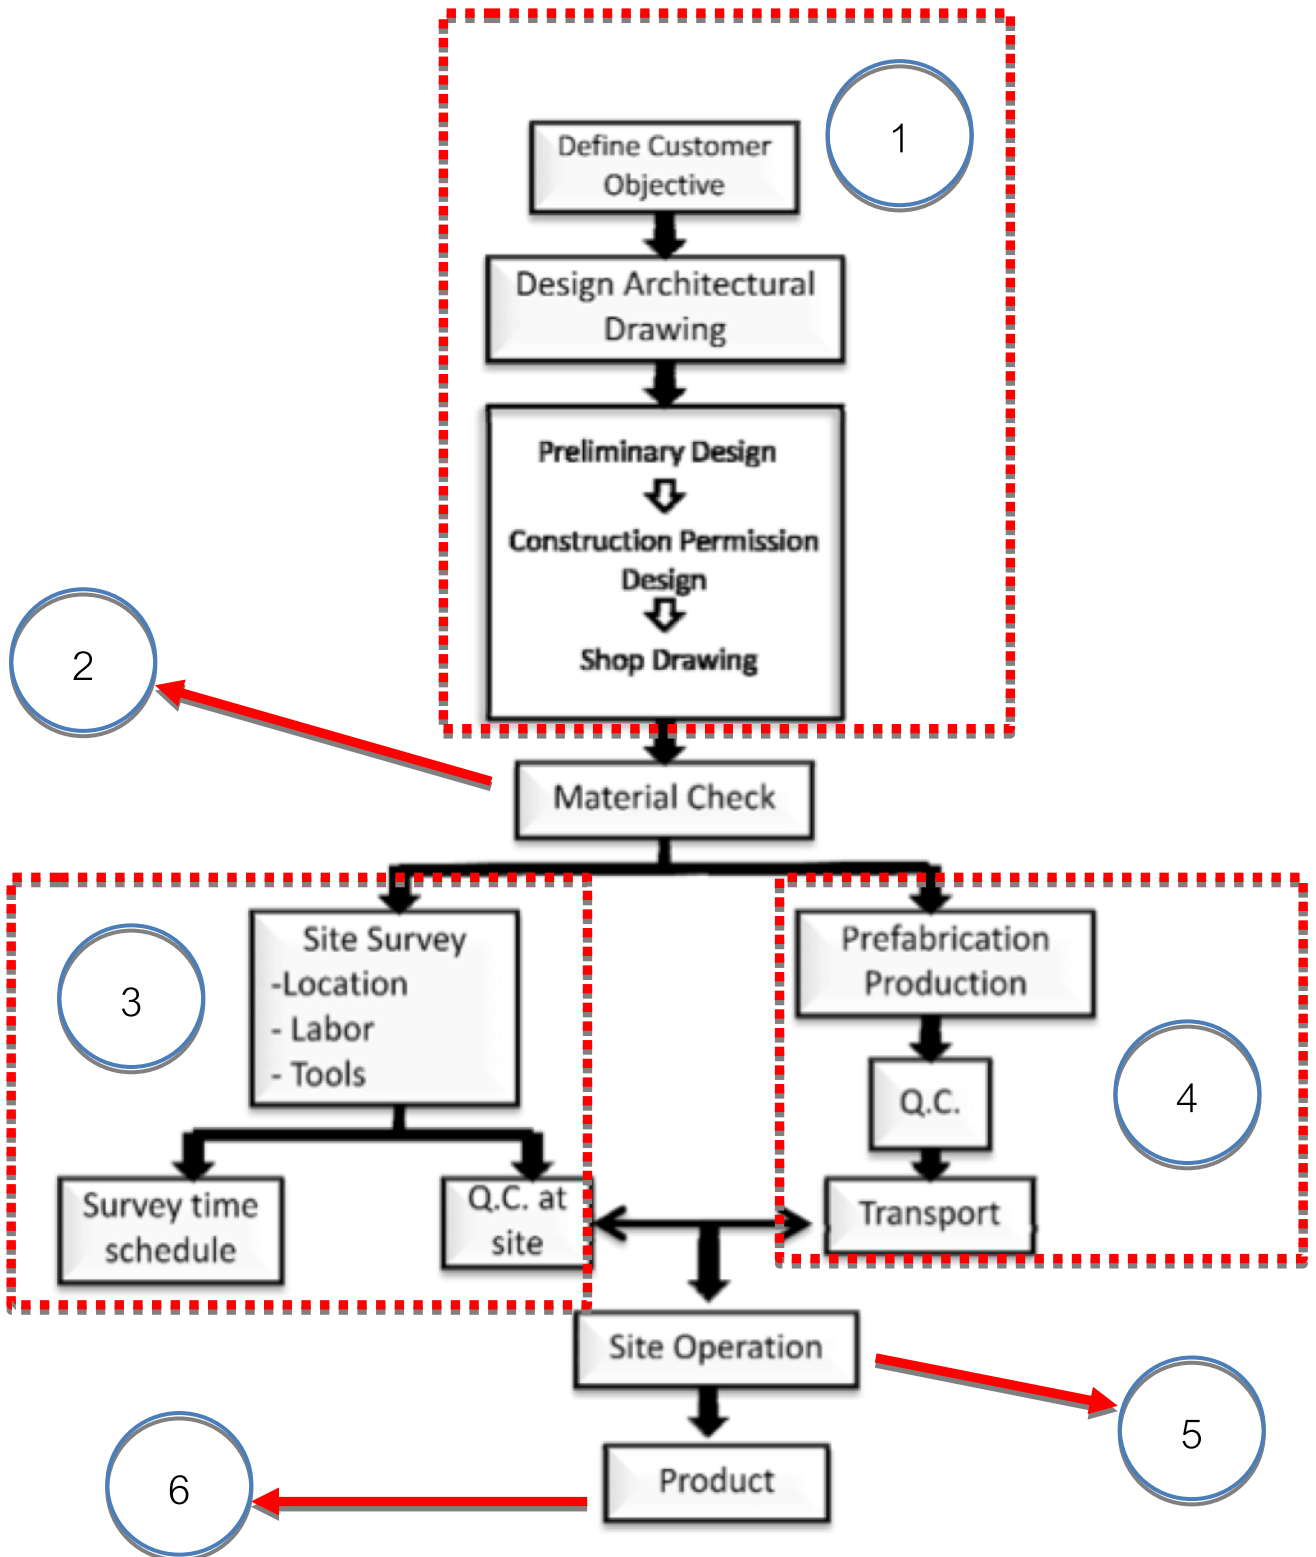 1
Define Customer
Objective
Design Architectural
Drawing
Preliminary Design
Construction Permission
Design
Shop Drawing
2
Material Check
3
Site Survey
-Location
- Labor
- Tools
Survey time
schedule
Q.C. at
site
Prefabrication
Production
Q.C.
4
Transport
Site Operation
5
Product
6